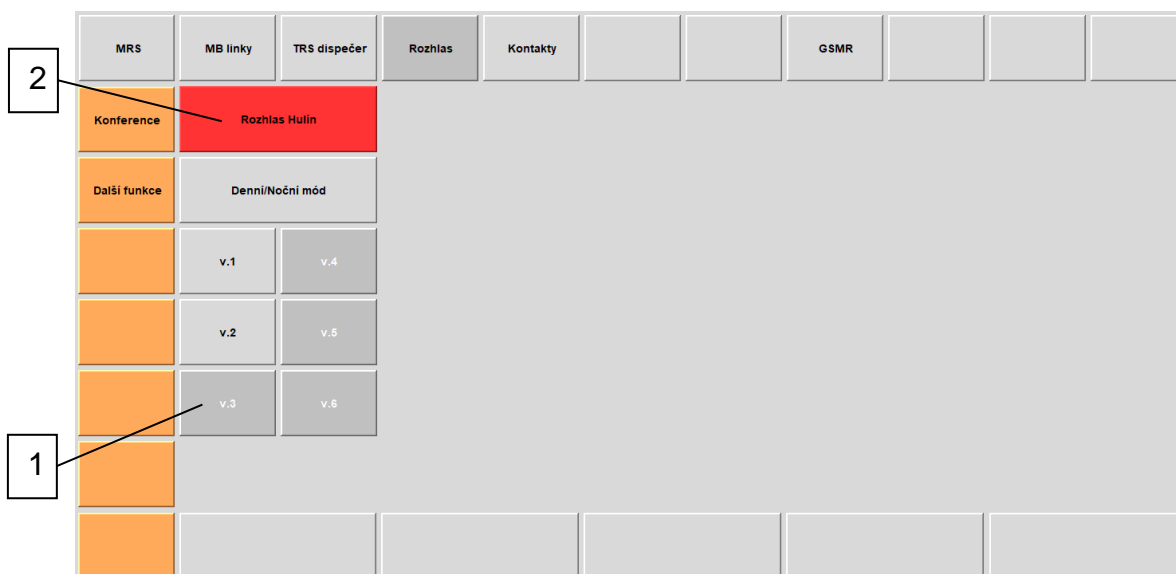 MRS MB linky TRS dispečer Rozhlas Kontakty GSMR
2
Konference Rozhlas Hulín
Další funkce Denní/Noční mód
v.1 v.4
v.2 v.5
v.3 v.6
1